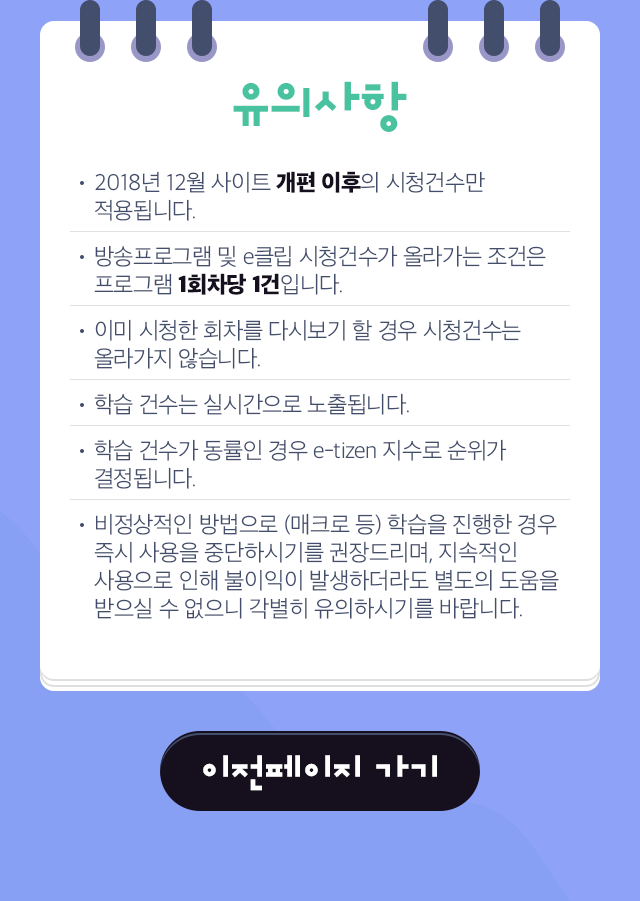 유의사항
• 2018년 12월 사이트 개편 이후의 시청건수만
적용됩니다.
• 방송프로그램 및 e클립 시청건수가 올라가는 조건은
프로그램 1회차당 1건입니다.
• 이미 시청한 회차를 다시보기 할 경우 시청건수는
올라가지 않습니다.
• 학습 건수는 실시간으로 노출됩니다.
• 학습 건수가 동률인 경우 e-tizen 지수로 순위가
결정됩니다.
• 비정상적인 방법으로 (매크로 등) 학습을 진행한 경우
즉시 사용을 중단하시기를 권장드리며, 지속적인
사용으로 인해 불이익이 발생하더라도 별도의 도움을
받으실 수 없으니 각별히 유의하시기를 바랍니다.
이전페이지 가기